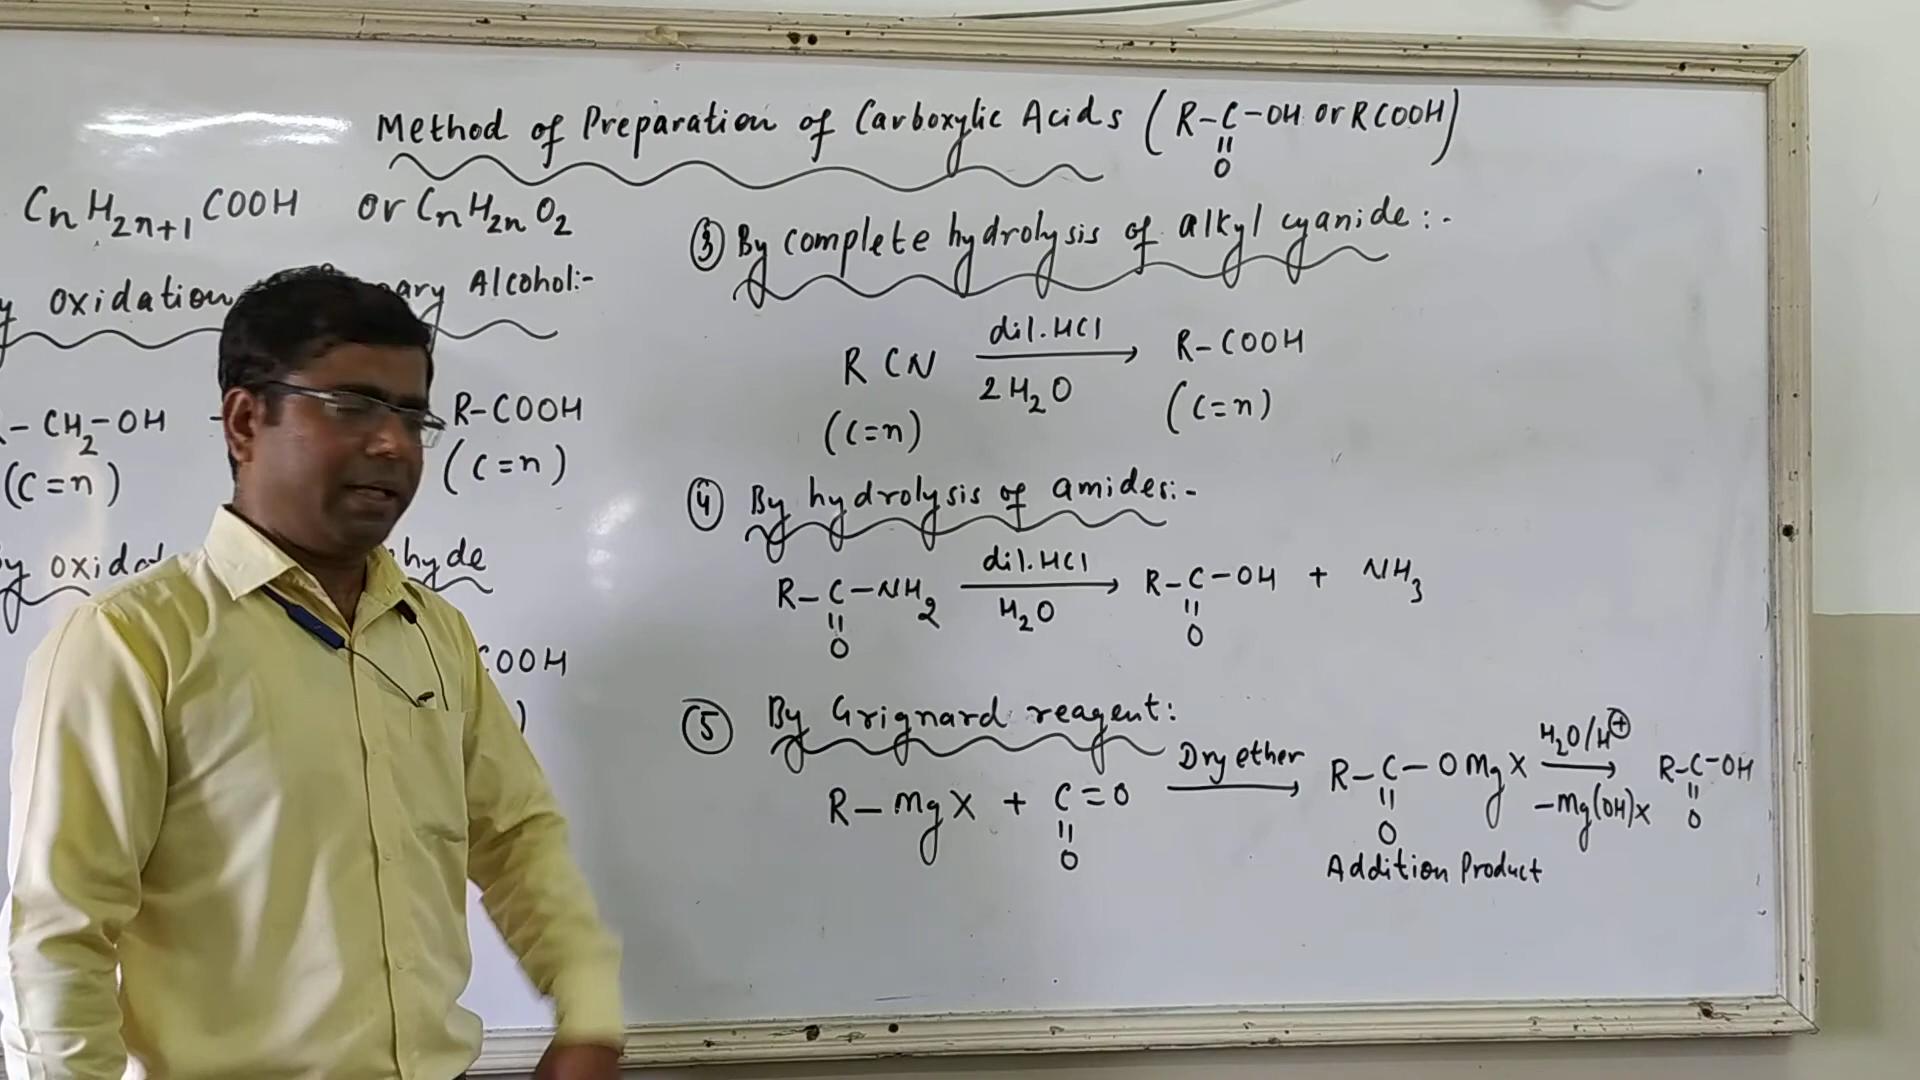 Method of Preparation of Carboxylic Acids (R-C-OH or RCOOH)
||
O
CnH2n+1COOH or CnH2nO2
Oxidation Alcohol:-
- CH2-OH - R-COOH
(C=n) (C=n)
hyde
COOH
)
③ By complete hydrolysis of alkyl cyanide:-
dil.HCl
R CN ⟶ R-COOH
2H2O
(C=n) (C=n)
④ By hydrolysis of amides:-
dil.HCl
R-C-NH2 ⟶ R-C-OH + NH3
|| H2O ||
O O
⑤ By Grignard reagent:
Dry ether H2O/H⊕
R-MgX + C=O ⟶ R-C-OMgX ⟶ R-C-OH
|| || -Mg(OH)X ||
O O O
Addition Product